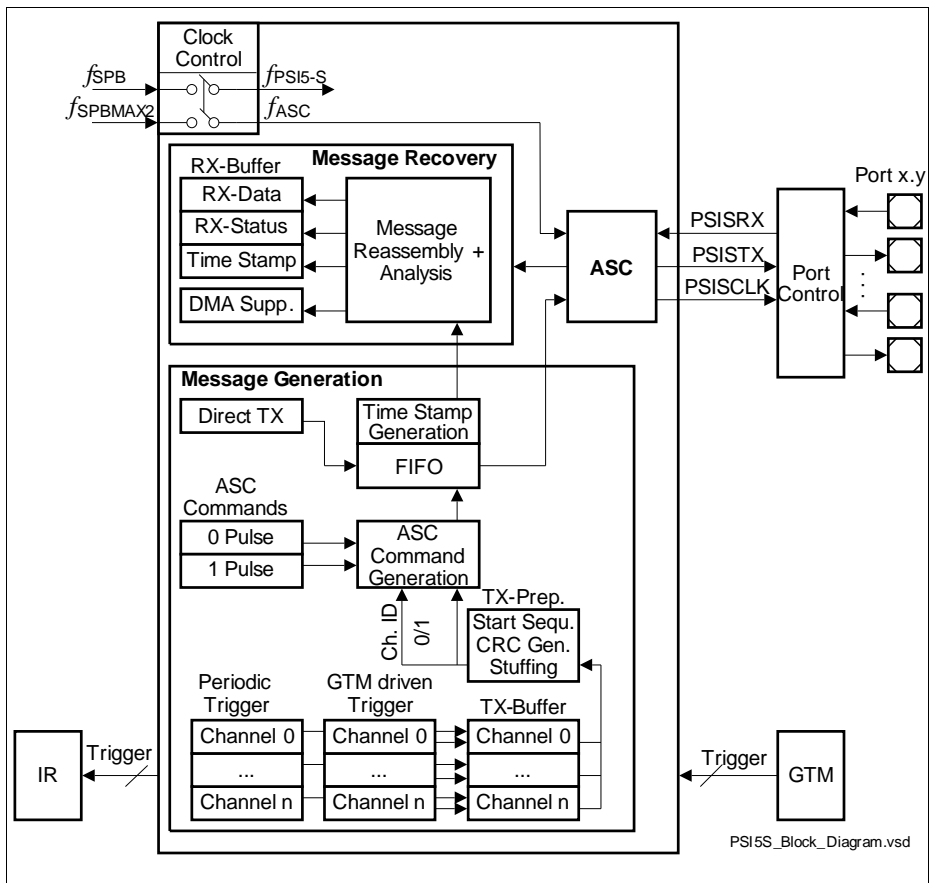 Clock
Control
fSPB
fPSI5-S
fSPBMAX2
fASC
Message Recovery
RX-Buffer
RX-Data
RX-Status
Time Stamp
DMA Supp.
Message
Reassembly +
Analysis
ASC
PSISRX
PSISTX
PSISCLK
Port
Control
Port x.y
Message Generation
Direct TX
Time Stamp
Generation
FIFO
ASC
Commands
0 Pulse
1 Pulse
ASC
Command
Generation
Ch. ID
0/1
TX-Prep.
Start Sequ.
CRC Gen.
Stuffing
Periodic
Trigger
Channel 0
...
Channel n
GTM driven
Trigger
Channel 0
...
Channel n
TX-Buffer
Channel 0
...
Channel n
IR
Trigger
Trigger
GTM
PSI5S_Block_Diagram.vsd